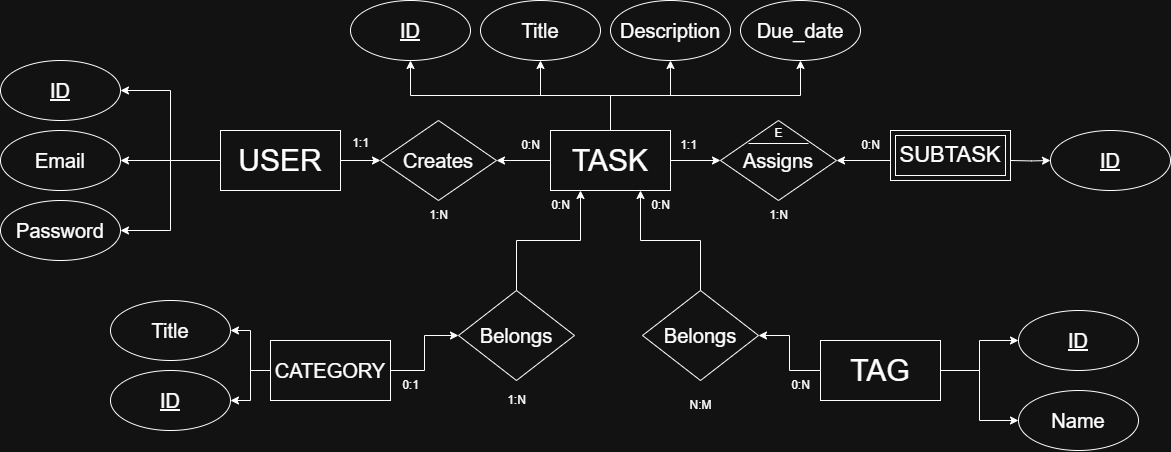 ID
Title
Description
Due_date
ID
Email
Password
USER
1:1
Creates
1:N
0:N
TASK
1:1
E
Assigns
1:N
0:N
SUBTASK
ID
0:N
0:N
Title
ID
CATEGORY
0:1
Belongs
1:N
Belongs
N:M
0:N
TAG
ID
Name